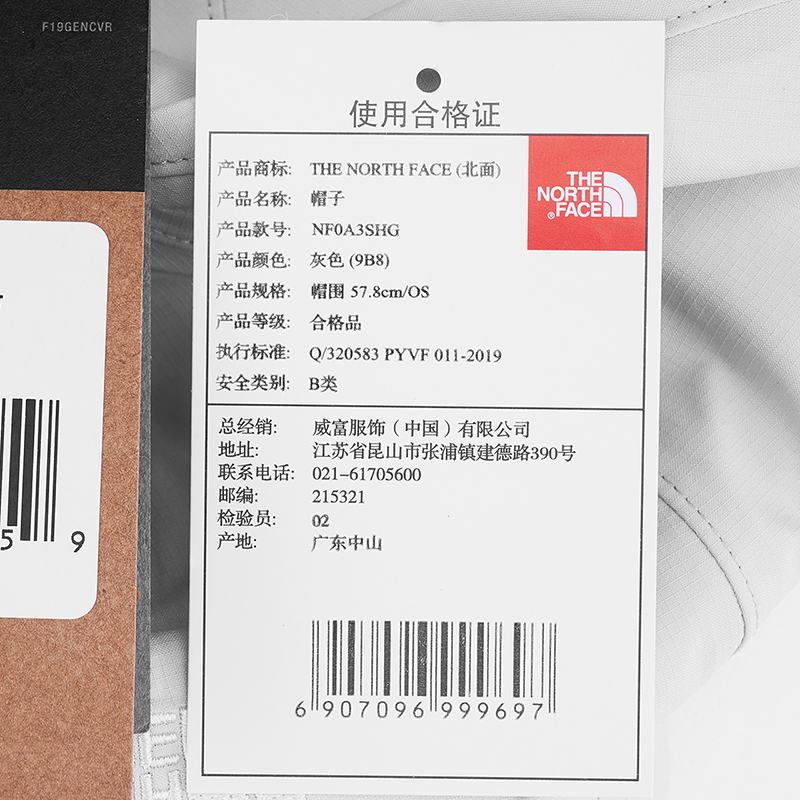 F19GENCVR
使用合格证
产品商标: THE NORTH FACE (北面)
产品名称: 帽子
产品款号: NF0A3SHG
产品颜色: 灰色 (9B8)
产品规格: 帽围 57.8cm/OS
产品等级: 合格品
执行标准: Q/320583 PYVF 011-2019
安全类别: B类
THE
NORTH
®FACE
总经销: 威富服饰（中国）有限公司
地址: 江苏省昆山市张浦镇建德路390号
联系电话: 021-61705600
邮编: 215321
检验员: 02
产地: 广东中山
6 907096 999697
5 9